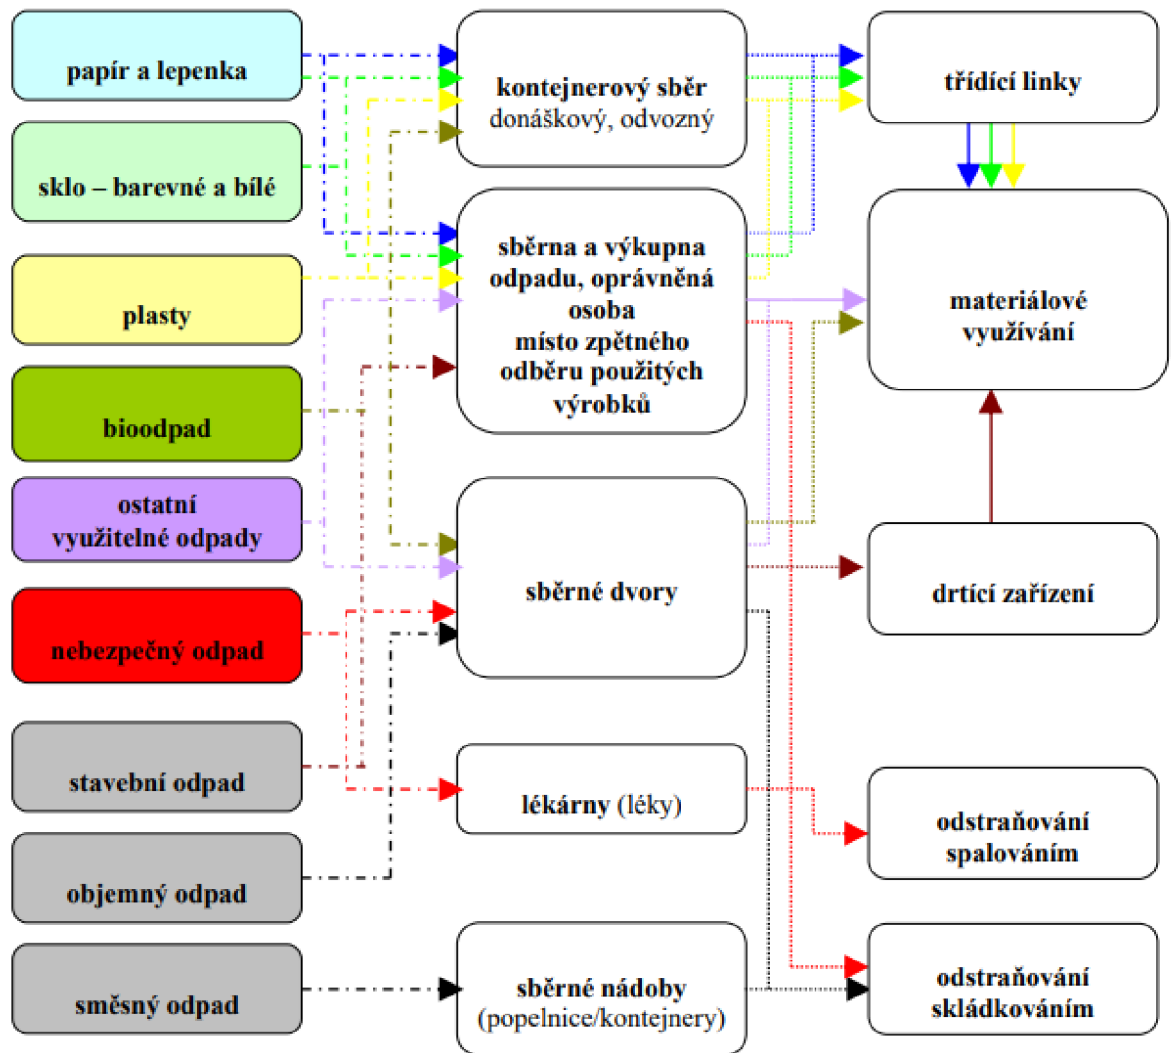 papír a lepenka
sklo – barevné a bílé
plasty
bioodpad
ostatní
využitelné odpady
nebezpečný odpad
stavební odpad
objemný odpad
směsný odpad
kontejnerový sběr
donáškový, odvozný
sběrna a výkupna
odpadu, oprávněná
osoba
místo zpětného
odběru použitých
výrobků
sběrné dvory
lékárny (léky)
sběrné nádoby
(popelnice/kontejnery)
třídící linky
materiálové
využívání
drtící zařízení
odstraňování
spalováním
odstraňování
skládkováním